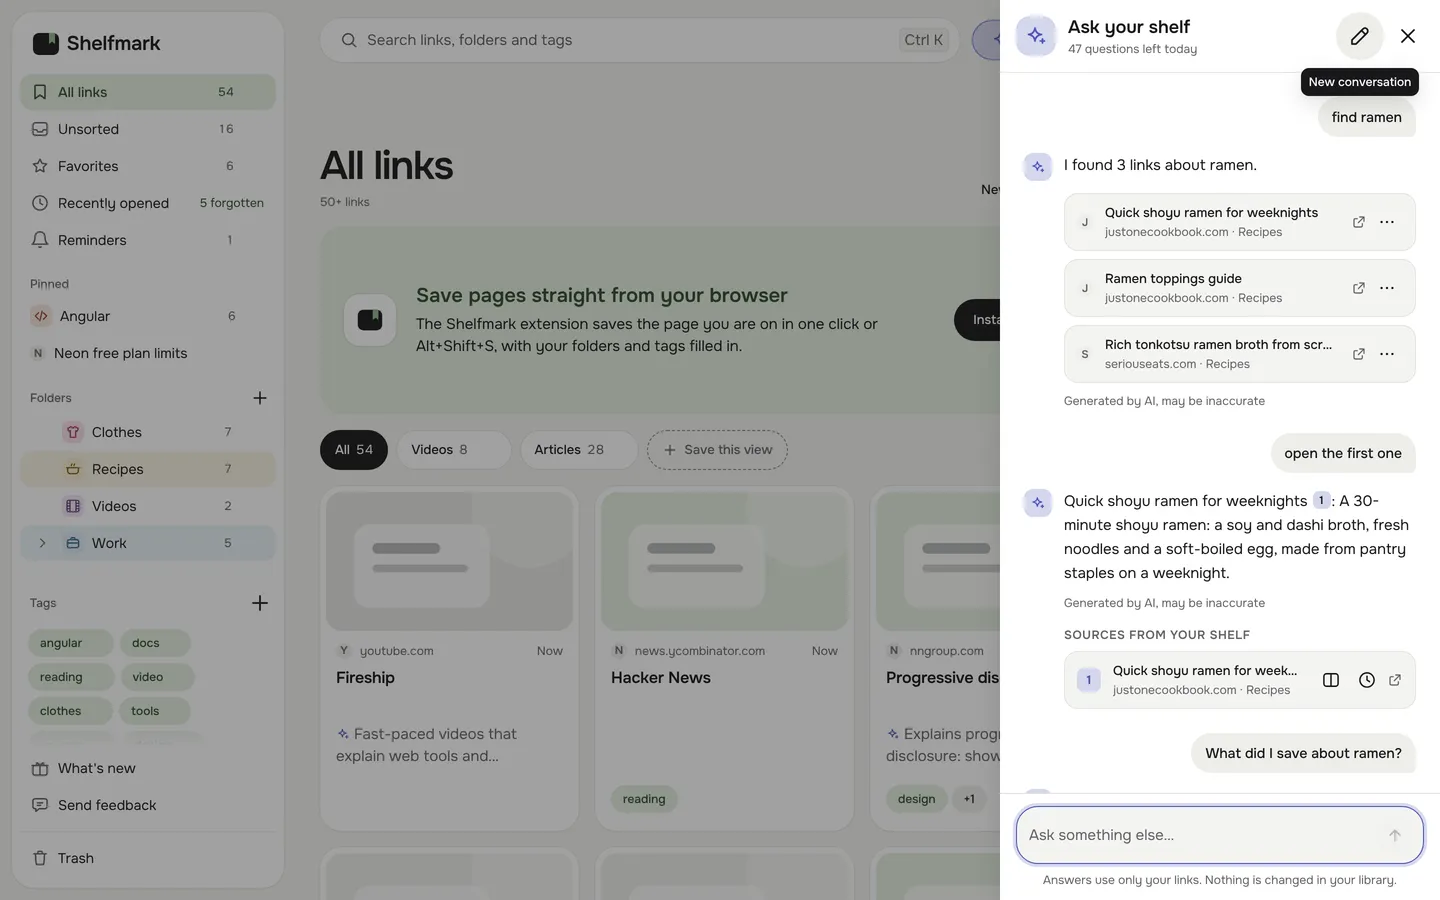 Shelfmark
All links 54
Unsorted 16
Favorites 6
Recently opened 5 forgotten
Reminders 1
Pinned
Angular 6
N Neon free plan limits
Folders
Clothes 7
Recipes 7
Videos 2
Work 5
Tags
angular docs
reading video
clothes tools
What's new
Send feedback
Trash
Search links, folders and tags Ctrl K
All links
50+ links
Save pages straight from your browser
The Shelfmark extension saves the page you are on in one click or
Alt+Shift+S, with your folders and tags filled in.
All 54 Videos 8 Articles 28 + Save this view
Y youtube.com Now
Fireship
Fast-paced videos that
explain web tools and...
N news.ycombinator.com Now
Hacker News
reading
N nngroup.com
Progressive dis
Explains prog
disclosure: show
design +1
Ask your shelf
47 questions left today
New conversation
find ramen
I found 3 links about ramen.
J Quick shoyu ramen for weeknights
justonecookbook.com · Recipes
J Ramen toppings guide
justonecookbook.com · Recipes
S Rich tonkotsu ramen broth from scr...
seriouseats.com · Recipes
Generated by AI, may be inaccurate
open the first one
Quick shoyu ramen for weeknights 1 : A 30-
minute shoyu ramen: a soy and dashi broth, fresh
noodles and a soft-boiled egg, made from pantry
staples on a weeknight.
Generated by AI, may be inaccurate
SOURCES FROM YOUR SHELF
1 Quick shoyu ramen for week...
justonecookbook.com · Recipes
What did I save about ramen?
Ask something else...
Answers use only your links. Nothing is changed in your library.